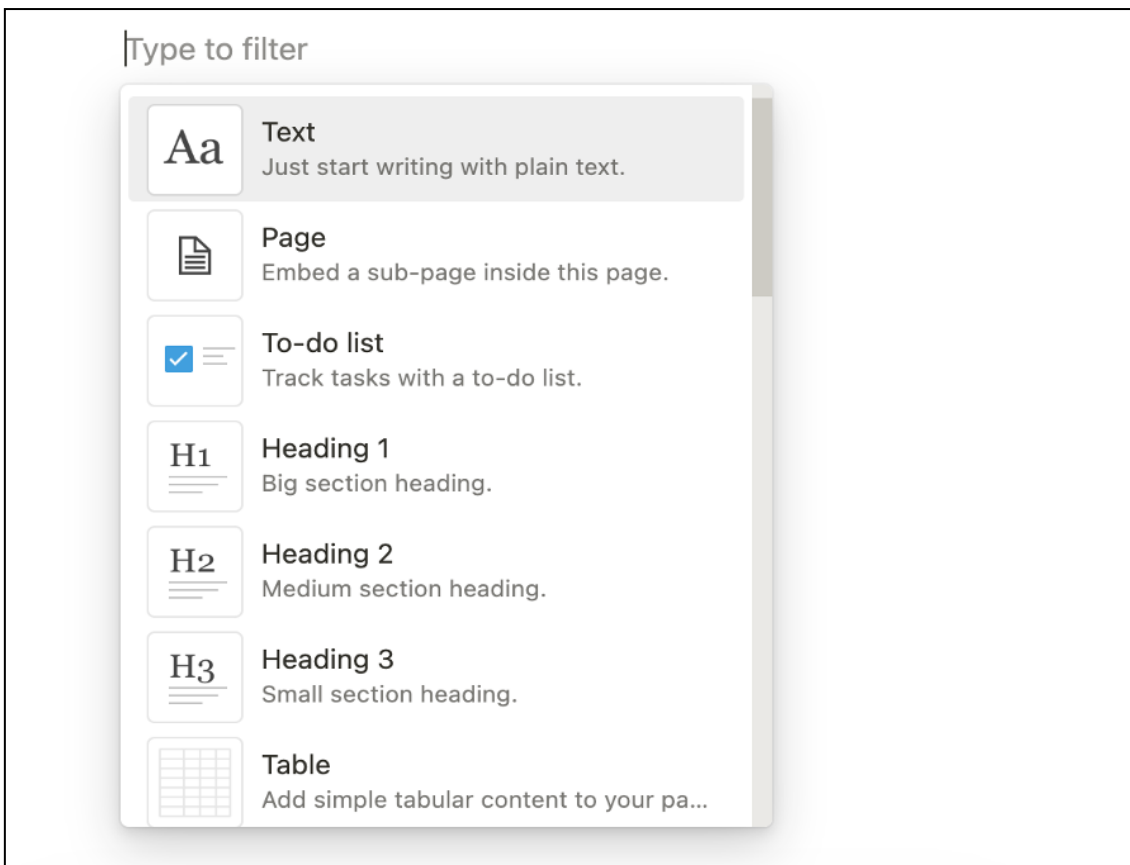 Type to filter
Aa
Text
Just start writing with plain text.
Page
Embed a sub-page inside this page.
To-do list
Track tasks with a to-do list.
H1
Heading 1
Big section heading.
H2
Heading 2
Medium section heading.
H3
Heading 3
Small section heading.
Table
Add simple tabular content to your pa...